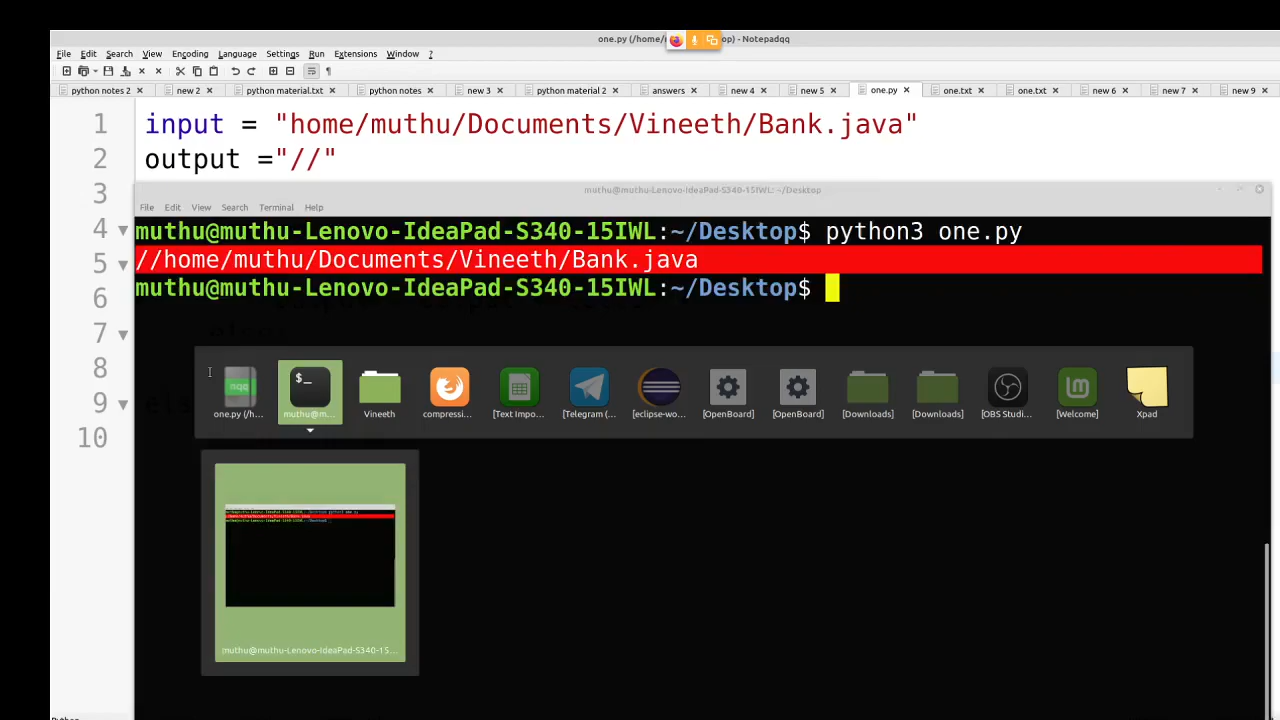 one.py (/home/ op) - Notepadqq
File Edit Search View Encoding Language Settings Run Extensions Window ?
python notes 2 new 2 python material.txt python notes new 3 python material 2 answers new 4 new 5 one.py one.txt one.txt new 6 new 7 new 9
1 input = "home/muthu/Documents/Vineeth/Bank.java"
2 output ="//"
3
muthu@muthu-Lenovo-IdeaPad-S340-15IWL: ~/Desktop
File Edit View Search Terminal Help
4 muthu@muthu-Lenovo-IdeaPad-S340-15IWL:~/Desktop$ python3 one.py
5 //home/muthu/Documents/Vineeth/Bank.java
6 muthu@muthu-Lenovo-IdeaPad-S340-15IWL:~/Desktop$
7
8
9
10
nqq $_
one.py (/h... muthu@m... Vineeth compressi... [Text Impo... [Telegram (... [eclipse-wo... [OpenBoard] [OpenBoard] [Downloads] [Downloads] [OBS Studi... [Welcome] Xpad
muthu@muthu-Lenovo-IdeaPad-S340-15...